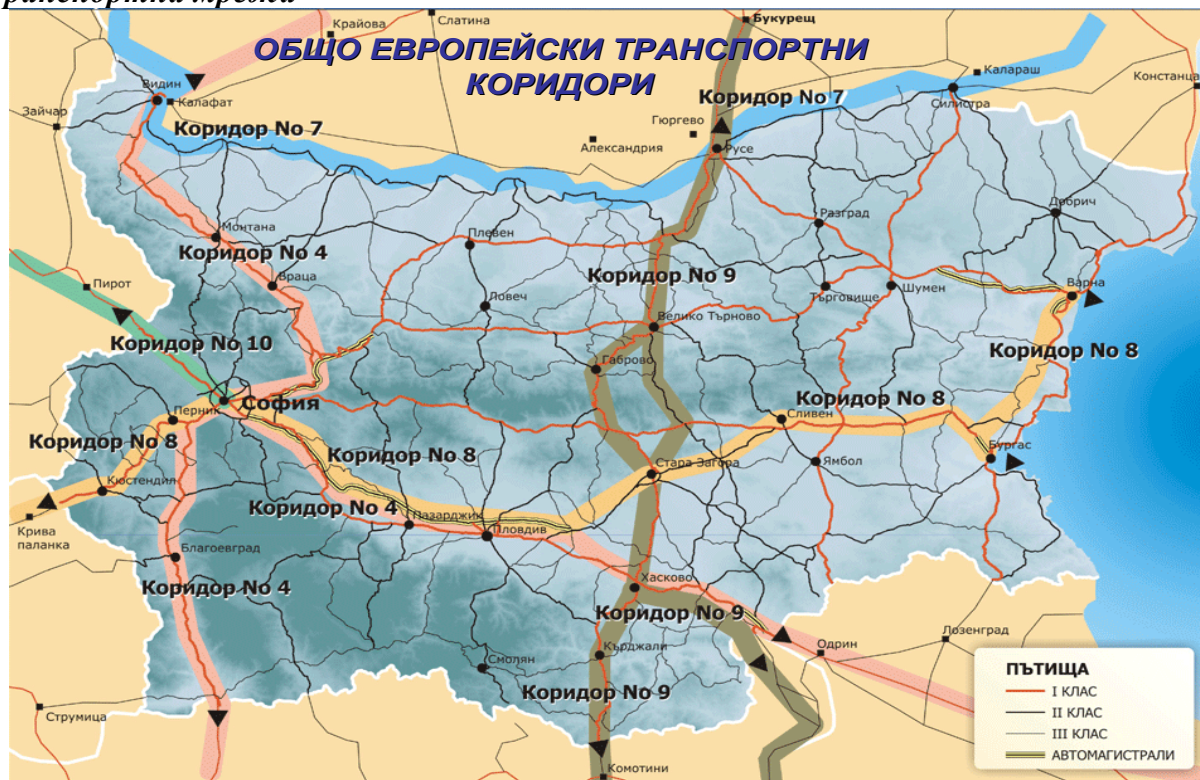 транспортна мрежа
ОБЩО ЕВРОПЕЙСКИ ТРАНСПОРТНИ
КОРИДОРИ
Крайова
Слатина
Букурещ
Калараш
Констанца
Видин
Калафат
Зайчар
Коридор No 7
Коридор No 7
Гюргево
Александрия
Силистра
Русе
Монтана
Коридор No 4
Враца
Плевен
Ловеч
Разград
Добрич
Коридор No 9
Търговище
Шумен
Варна
Пирот
Коридор No 10
Велико Търново
Габрово
Коридор No 8
София
Перник
Коридор No 8
Коридор No 8
Коридор No 8
Сливен
Бургас
Кюстендил
Стара Загора
Ямбол
Крива
паланка
Коридор No 4
Пазарджик
Пловдив
Благоевград
Коридор No 4
Хасково
Коридор No 9
Кърджали
Одрин
Лозенград
Смолян
Коридор No 9
Струмица
Комотини
ПЪТИЩА
I КЛАС
II КЛАС
III КЛАС
АВТОМАГИСТРАЛИ